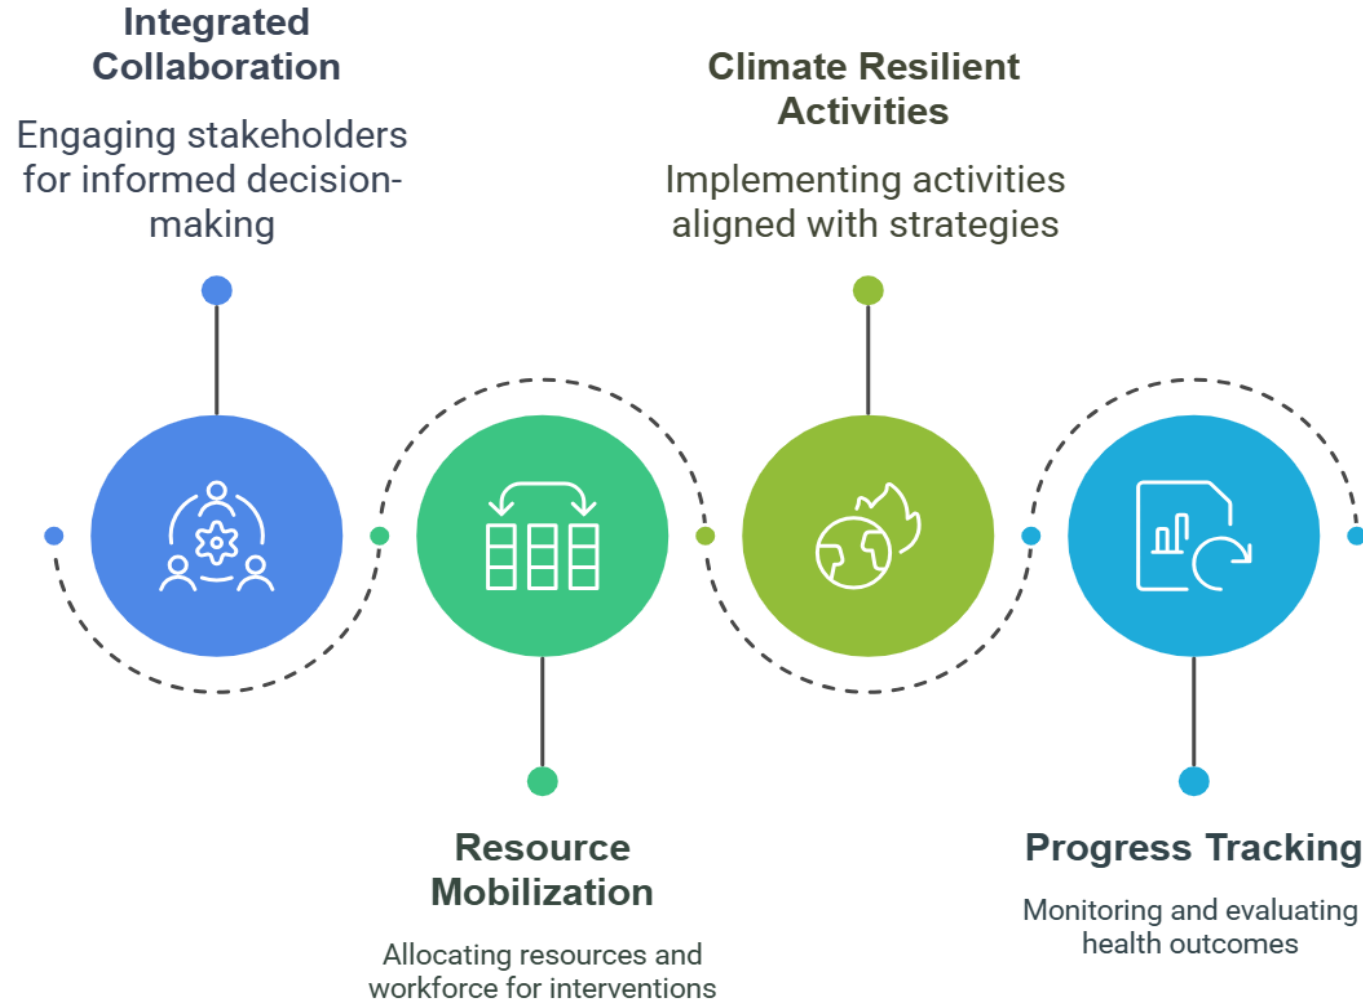 Integrated
Collaboration
Engaging stakeholders
for informed decision-
making
Resource
Mobilization
Allocating resources and
workforce for interventions
Climate Resilient
Activities
Implementing activities
aligned with strategies
Progress Tracking
Monitoring and evaluating
health outcomes